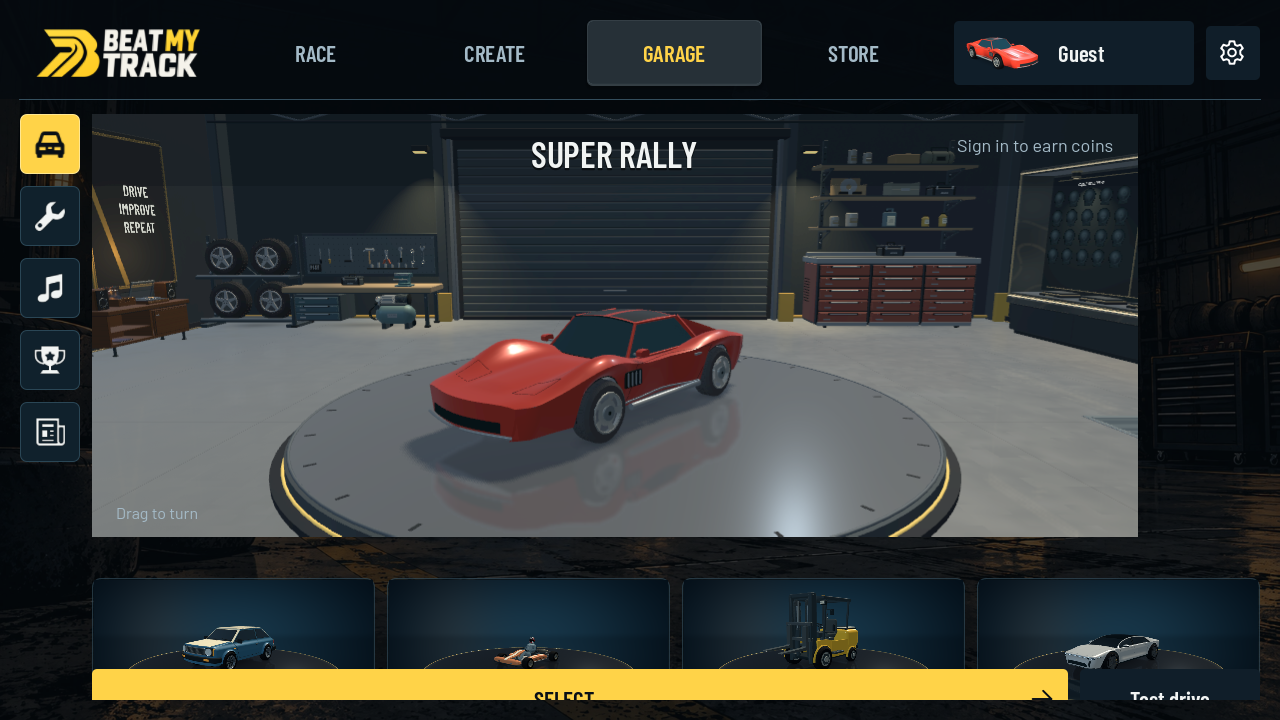 BEAT MY
TRACK
RACE
CREATE
GARAGE
STORE
Guest
SUPER RALLY
Sign in to earn coins
DRIVE
IMPROVE
REPEAT
Drag to turn
SELECT
Test drive